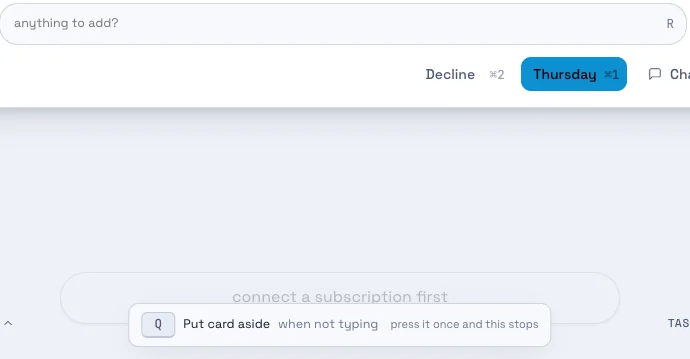 anything to add? R
Decline ⌘2 Thursday ⌘1 Cha
connect a subscription first
Q Put card aside when not typing press it once and this stops
TAS